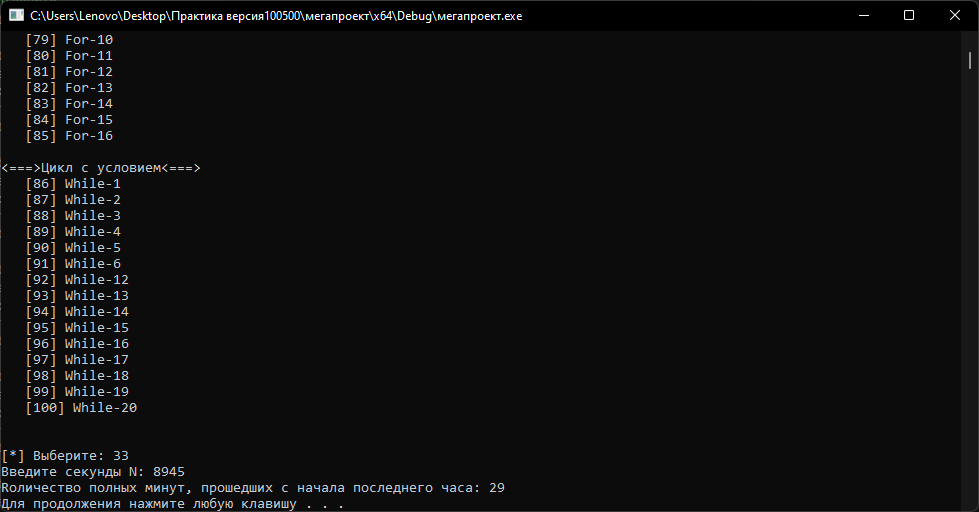 C:\Users\Lenovo\Desktop\Практика версия100500\мегапроект\x64\Debug\мегапроект.exe
[79] For-10
[80] For-11
[81] For-12
[82] For-13
[83] For-14
[84] For-15
[85] For-16
<===>Цикл с условием<===>
[86] While-1
[87] While-2
[88] While-3
[89] While-4
[90] While-5
[91] While-6
[92] While-12
[93] While-13
[94] While-14
[95] While-15
[96] While-16
[97] While-17
[98] While-18
[99] While-19
[100] While-20
[*] Выберите: 33
Введите секунды N: 8945
Rоличество полных минут, прошедших с начала последнего часа: 29
Для продолжения нажмите любую клавишу . . .